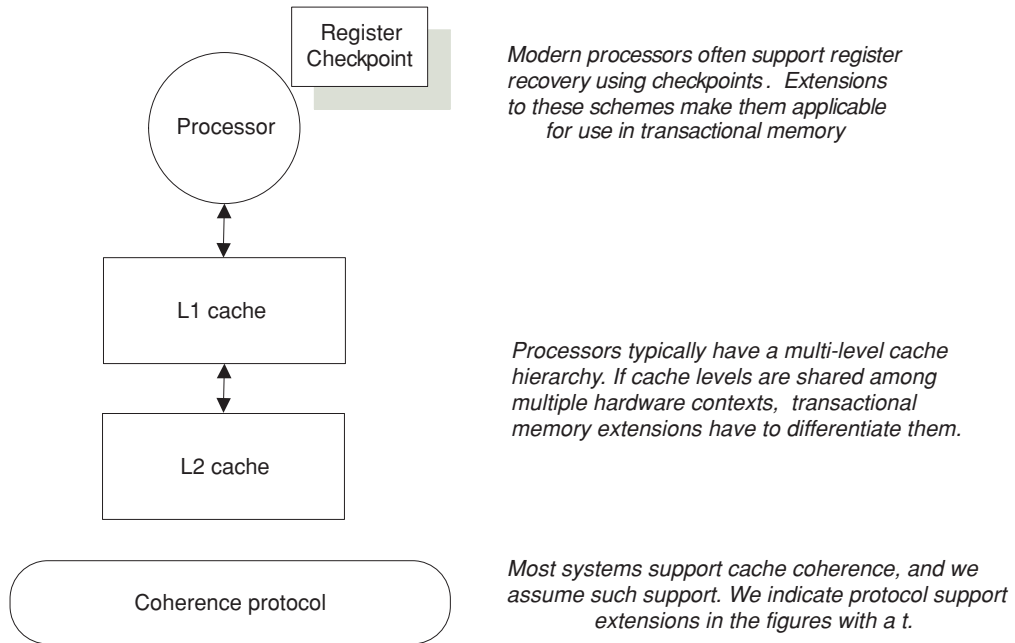 Register
Checkpoint
Processor
Modern processors often support register
recovery using checkpoints. Extensions
to these schemes make them applicable
for use in transactional memory
L1 cache
Processors typically have a multi-level cache
hierarchy. If cache levels are shared among
multiple hardware contexts, transactional
memory extensions have to differentiate them.
L2 cache
Most systems support cache coherence, and we
assume such support. We indicate protocol support
extensions in the figures with a t.
Coherence protocol